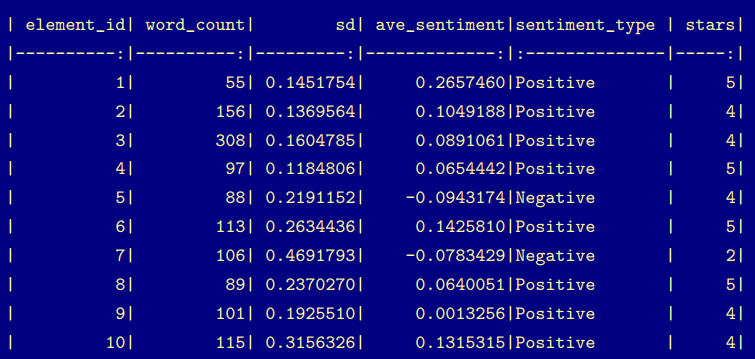 | element_id| word_count|        sd| ave_sentiment|sentiment_type | stars|
|----------:|----------:|---------:|-------------:|:--------------|-----:|
|          1|         55| 0.1451754|     0.2657460|Positive       |     5|
|          2|        156| 0.1369564|     0.1049188|Positive       |     4|
|          3|        308| 0.1604785|     0.0891061|Positive       |     4|
|          4|         97| 0.1184806|     0.0654442|Positive       |     5|
|          5|         88| 0.2191152|    -0.0943174|Negative       |     4|
|          6|        113| 0.2634436|     0.1425810|Positive       |     5|
|          7|        106| 0.4691793|    -0.0783429|Negative       |     2|
|          8|         89| 0.2370270|     0.0640051|Positive       |     5|
|          9|        101| 0.1925510|     0.0013256|Positive       |     4|
|         10|        115| 0.3156326|     0.1315315|Positive       |     4|